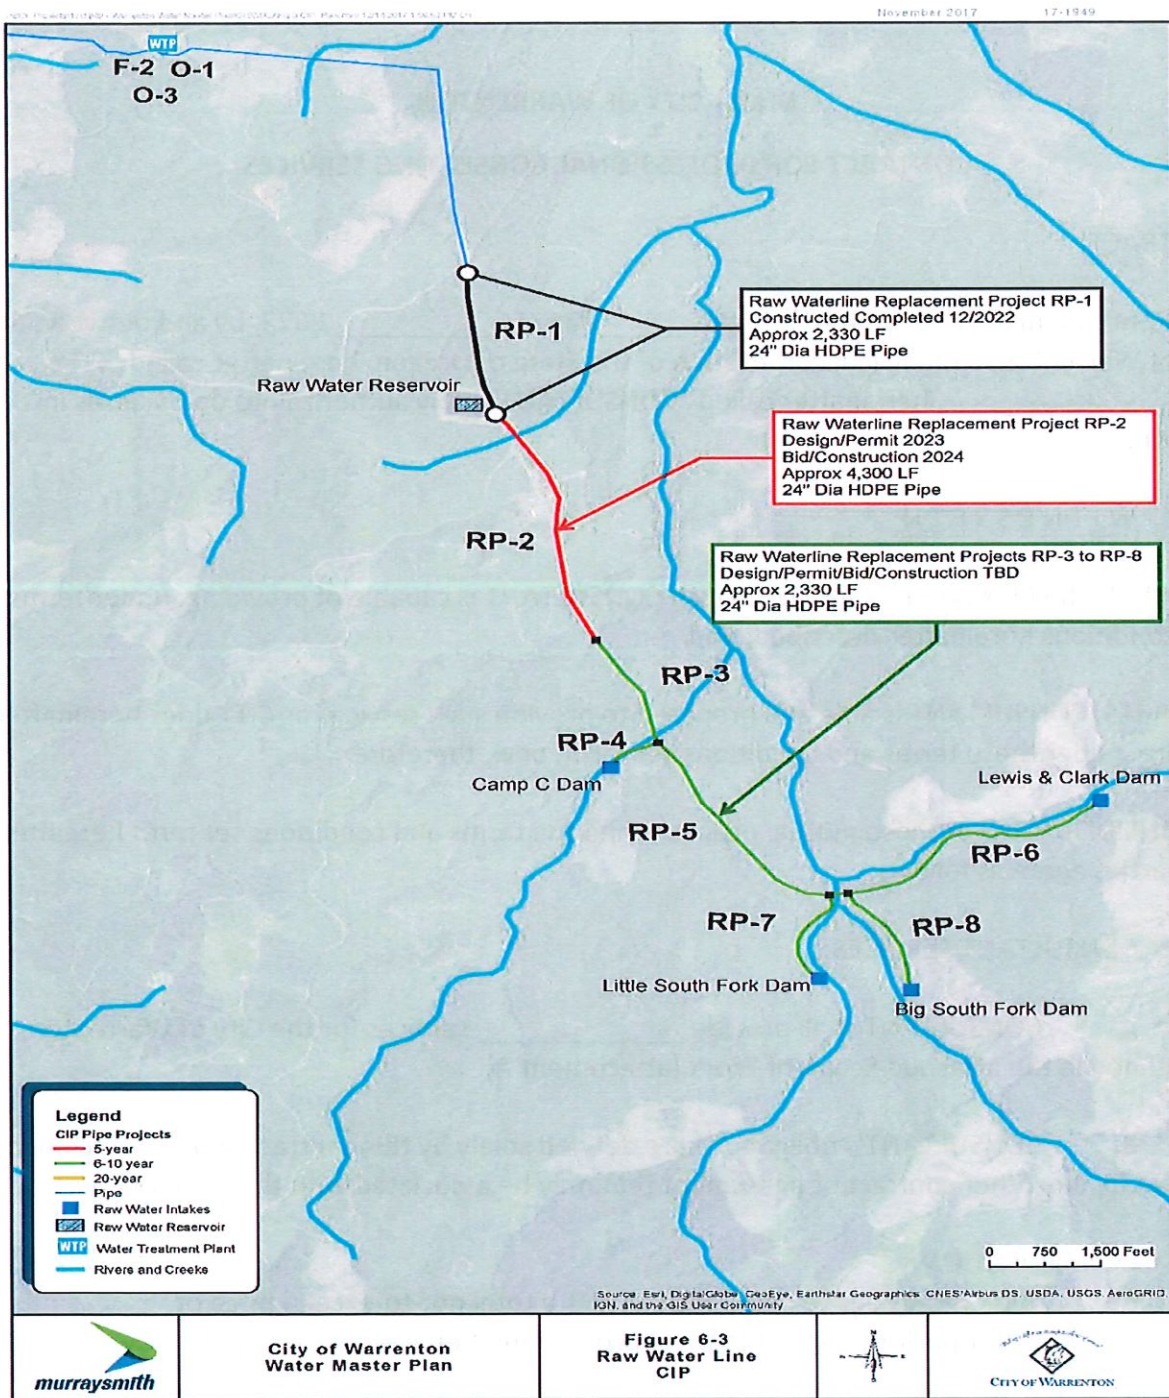 November 2017 17-1949
WTP
F-2 O-1
O-3
RP-1
Raw Water Reservoir
Raw Waterline Replacement Project RP-1
Constructed Completed 12/2022
Approx 2,330 LF
24" Dia HDPE Pipe
Raw Waterline Replacement Project RP-2
Design/Permit 2023
Bid/Construction 2024
Approx 4,300 LF
24" Dia HDPE Pipe
RP-2
Raw Waterline Replacement Projects RP-3 to RP-8
Design/Permit/Bid/Construction TBD
Approx 2,330 LF
24" Dia HDPE Pipe
RP-3
RP-4
Camp C Dam
Lewis & Clark Dam
RP-5
RP-6
RP-7
RP-8
Little South Fork Dam
Big South Fork Dam
Legend
CIP Pipe Projects
5-year
6-10 year
20-year
Pipe
Raw Water Intakes
Raw Water Reservoir
WTP Water Treatment Plant
Rivers and Creeks
0 750 1,500 Feet
Source: Esri, DigitalGlobe, GeoEye, Earthstar Geographics, CNES/Airbus DS, USDA, USGS, AeroGRID,
IGN, and the GIS User Community
murraysmith
City of Warrenton
Water Master Plan
Figure 6-3
Raw Water Line
CIP
N
W E
S
CITY OF WARRENTON